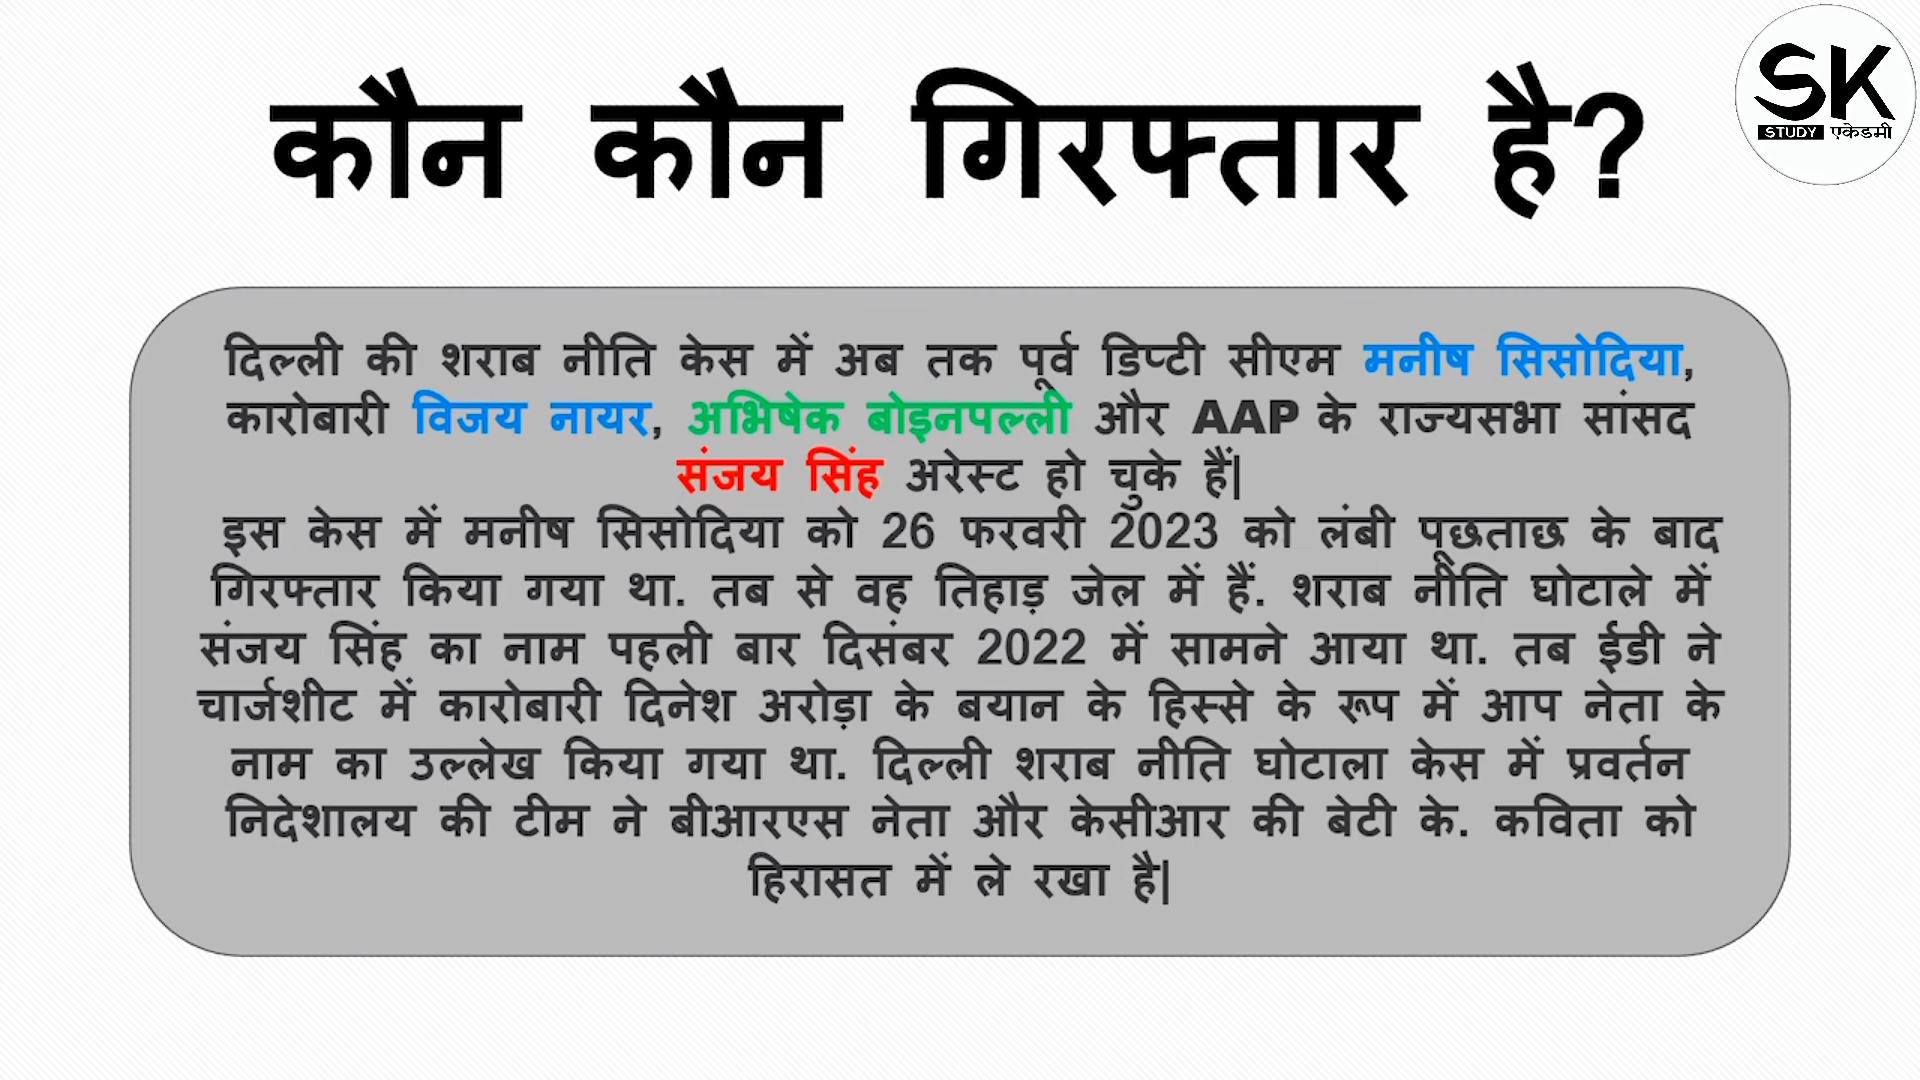 कौन कौन गिरफ्तार है?
SK
STUDY एकेडमी
दिल्ली की शराब नीति केस में अब तक पूर्व डिप्टी सीएम मनीष सिसोदिया,
कारोबारी विजय नायर, अभिषेक बोइनपल्ली और AAP के राज्यसभा सांसद
संजय सिंह अरेस्ट हो चुके हैं|
इस केस में मनीष सिसोदिया को 26 फरवरी 2023 को लंबी पूछताछ के बाद
गिरफ्तार किया गया था. तब से वह तिहाड़ जेल में हैं. शराब नीति घोटाले में
संजय सिंह का नाम पहली बार दिसंबर 2022 में सामने आया था. तब ईडी ने
चार्जशीट में कारोबारी दिनेश अरोड़ा के बयान के हिस्से के रूप में आप नेता के
नाम का उल्लेख किया गया था. दिल्ली शराब नीति घोटाला केस में प्रवर्तन
निदेशालय की टीम ने बीआरएस नेता और केसीआर की बेटी के. कविता को
हिरासत में ले रखा है|